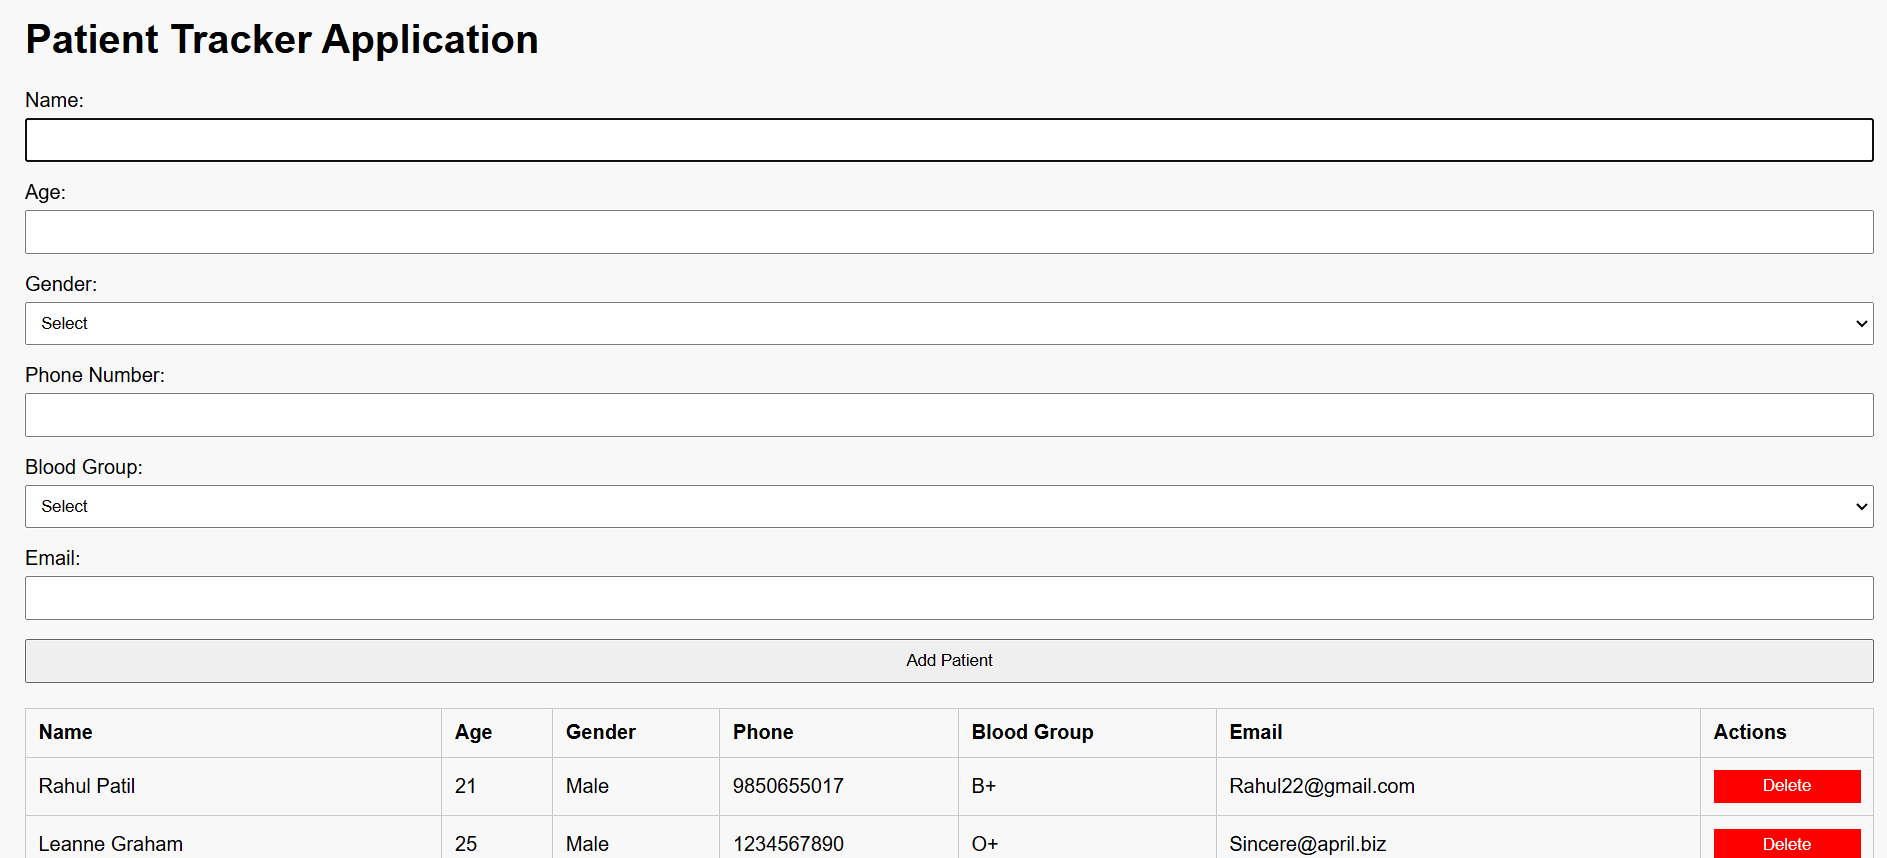 Patient Tracker Application
Name:
Age:
Gender:
Select
Phone Number:
Blood Group:
Select
Email:
Add Patient
Name Age Gender Phone Blood Group Email Actions
Rahul Patil 21 Male 9850655017 B+ Rahul22@gmail.com Delete
Leanne Graham 25 Male 1234567890 O+ Sincere@april.biz Delete